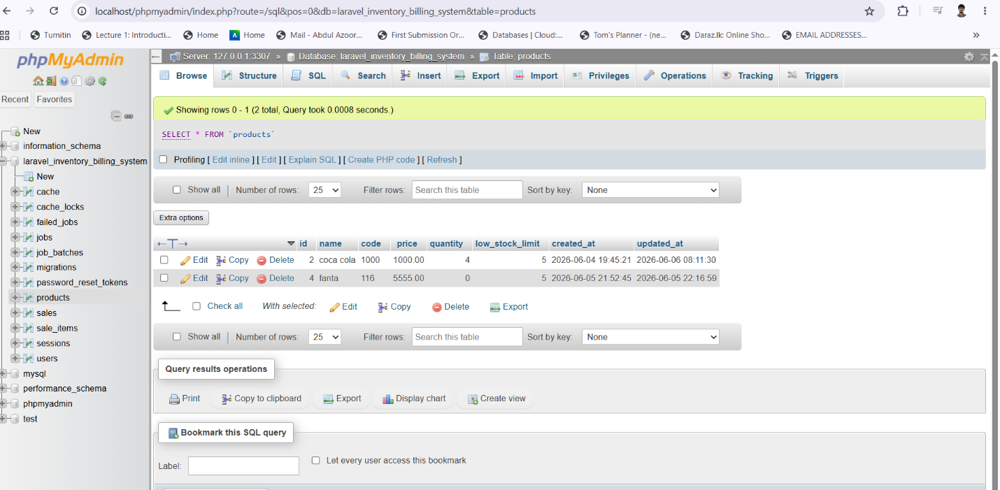 localhost/phpmyadmin/index.php?route=/sql&pos=0&db=laravel_inventory_billing_system&table=products
Turnitin Lecture 1: Introducti... Home Home Mail - Abdul Azoor... First Submission Or... Databases | Cloud:... Tom's Planner - (ne... Daraz.lk: Online Sho... EMAIL ADDRESSES... »
phpMyAdmin
Recent Favorites
New
information_schema
laravel_inventory_billing_system
New
cache
cache_locks
failed_jobs
jobs
job_batches
migrations
password_reset_tokens
products
sales
sale_items
sessions
users
mysql
performance_schema
phpmyadmin
test
Server: 127.0.0.1:3307 » Database: laravel_inventory_billing_system » Table: products
Browse Structure SQL Search Insert Export Import Privileges Operations Tracking Triggers
Showing rows 0 - 1 (2 total, Query took 0.0008 seconds.)
SELECT * FROM `products`
Profiling [ Edit inline ] [ Edit ] [ Explain SQL ] [ Create PHP code ] [ Refresh ]
Show all | Number of rows: 25 Filter rows: Search this table Sort by key: None
Extra options
id name code price quantity low_stock_limit created_at updated_at
Edit Copy Delete 2 coca cola 1000 1000.00 4 5 2026-06-04 19:45:21 2026-06-06 08:11:30
Edit Copy Delete 4 fanta 116 5555.00 0 5 2026-06-05 21:52:45 2026-06-05 22:16:59
Check all With selected: Edit Copy Delete Export
Show all | Number of rows: 25 Filter rows: Search this table Sort by key: None
Query results operations
Print Copy to clipboard Export Display chart Create view
Bookmark this SQL query
Label: Let every user access this bookmark